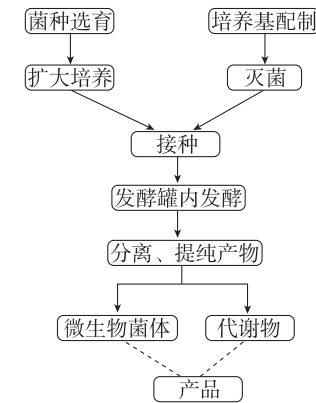 菌种选育
培养基配制
扩大培养
灭菌
接种
发酵罐内发酵
分离、提纯产物
微生物菌体
代谢物
产品